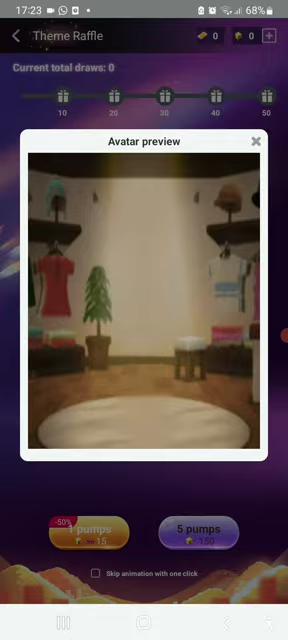 17:23
68%
Theme Raffle
0
0
Current total draws: 0
10 20 30 40 50
Avatar preview
-50%
1 pumps
15
5 pumps
150
Skip animation with one click